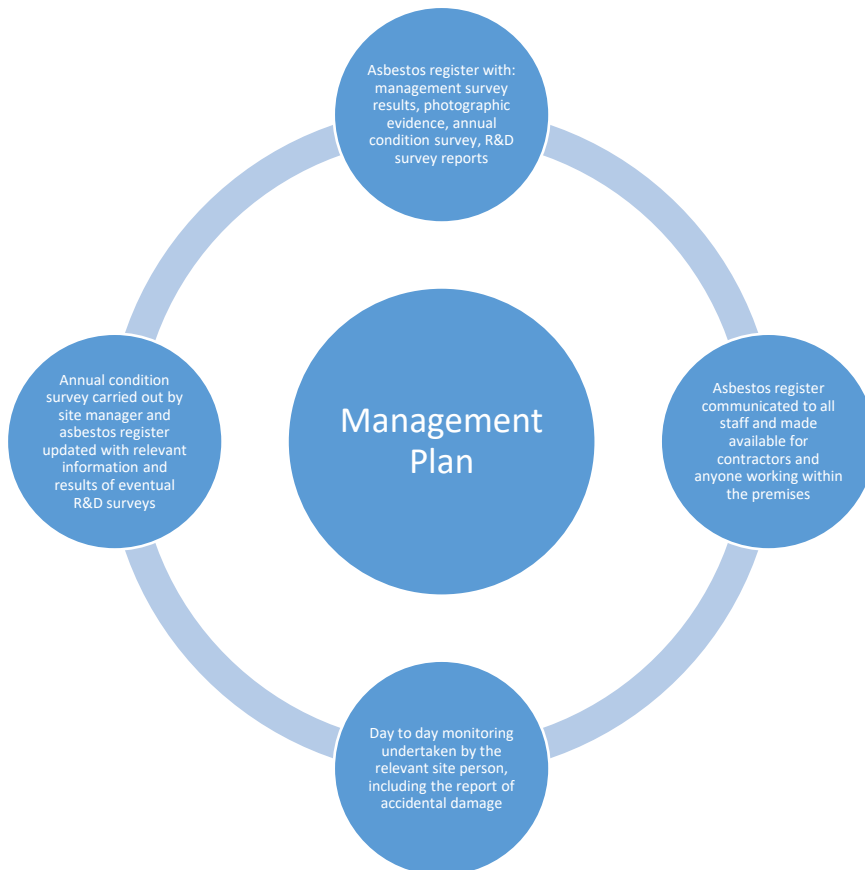 Asbestos register with:
management survey
results, photographic
evidence, annual
condition survey, R&D
survey reports
Annual condition
survey carried out by
site manager and
asbestos register
updated with relevant
information and
results of eventual
R&D surveys
Management
Plan
Asbestos register
communicated to all
staff and made
available for
contractors and
anyone working within
the premises
Day to day monitoring
undertaken by the
relevant site person,
including the report of
accidental damage